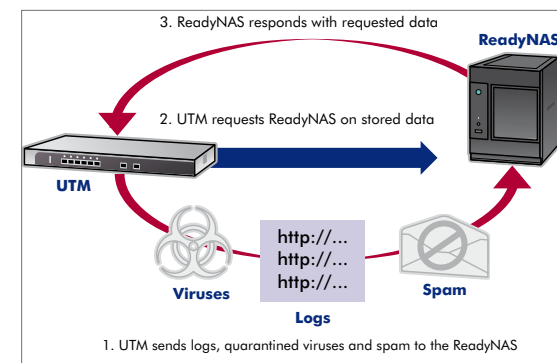 3. ReadyNAS responds with requested data
ReadyNAS
2. UTM requests ReadyNAS on stored data
UTM
http://...
http://...
http://...
Viruses
Spam
Logs
1. UTM sends logs, quarantined viruses and spam to the ReadyNAS